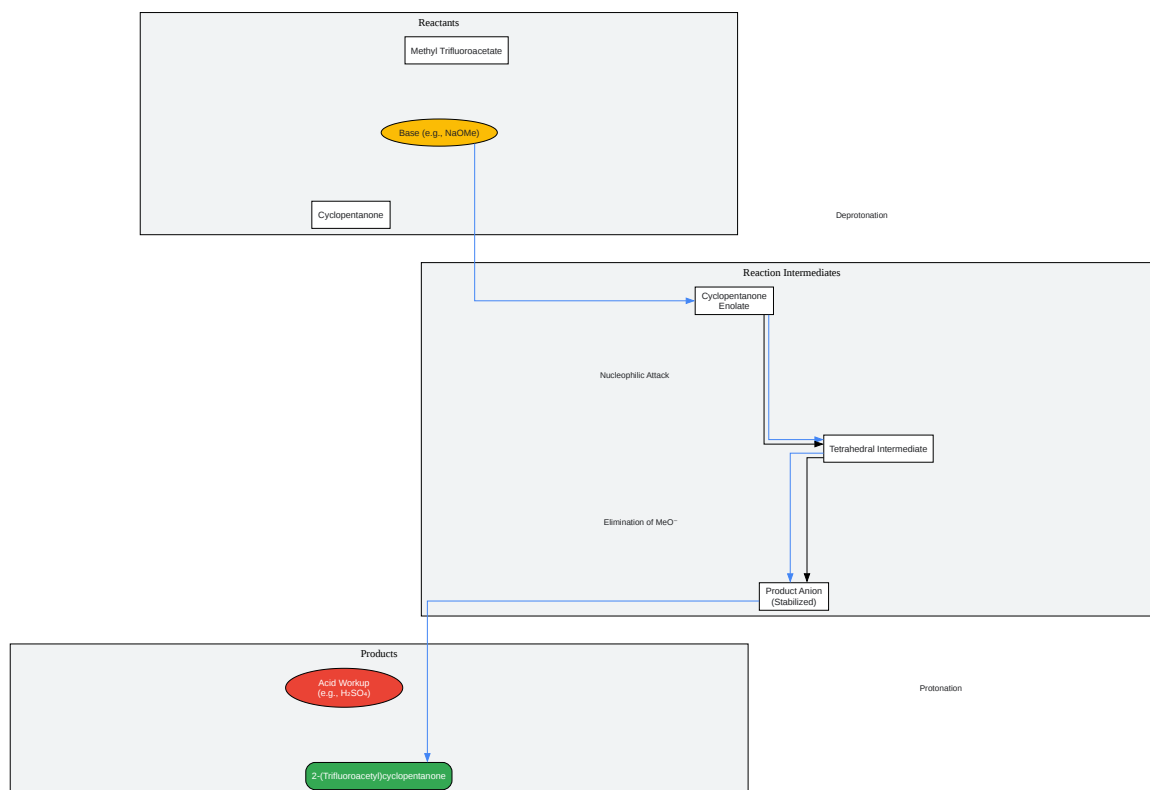 Reactants
Methyl Trifluoroacetate
Base (e.g., NaOMe)
Cyclopentanone
Deprotonation
Reaction Intermediates
Cyclopentanone
Enolate
Nucleophilic Attack
Tetrahedral Intermediate
Elimination of MeO⁻
Product Anion
(Stabilized)
Products
Acid Workup
(e.g., H₂SO₄)
Protonation
2-(Trifluoroacetyl)cyclopentanone